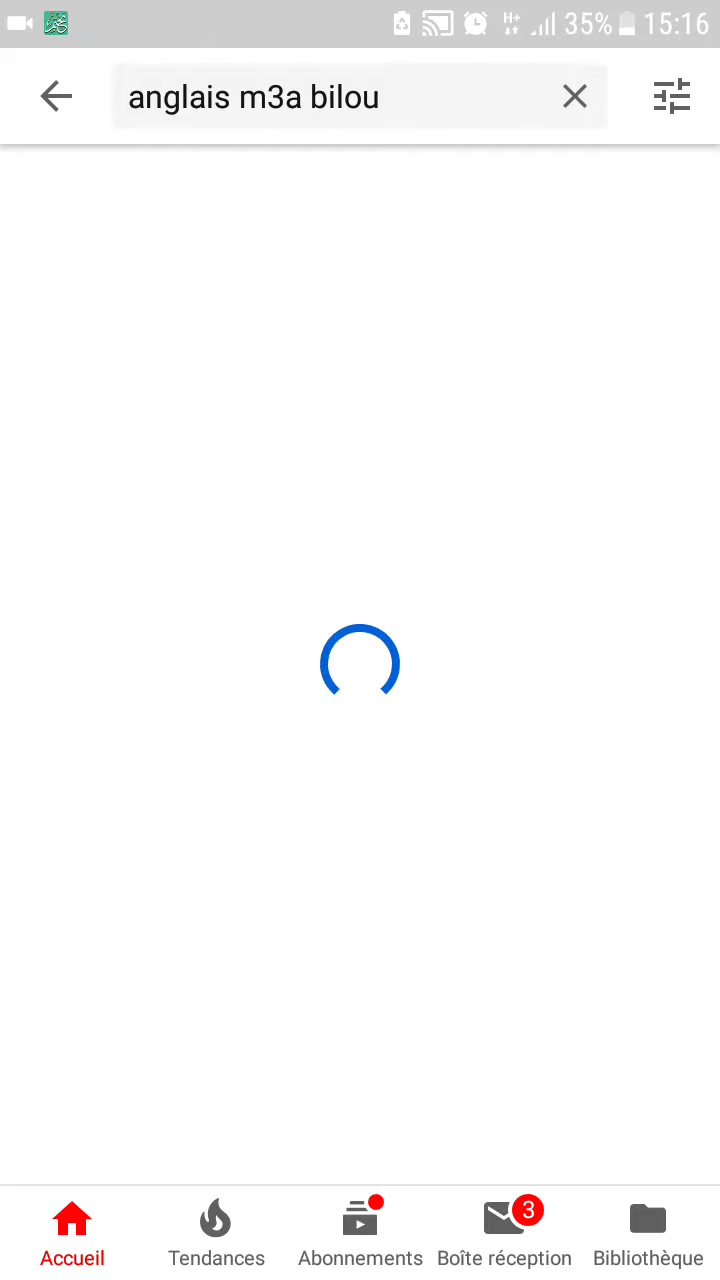 H+ 35% 15:16
anglais m3a bilou
3
Accueil Tendances Abonnements Boîte réception Bibliothèque